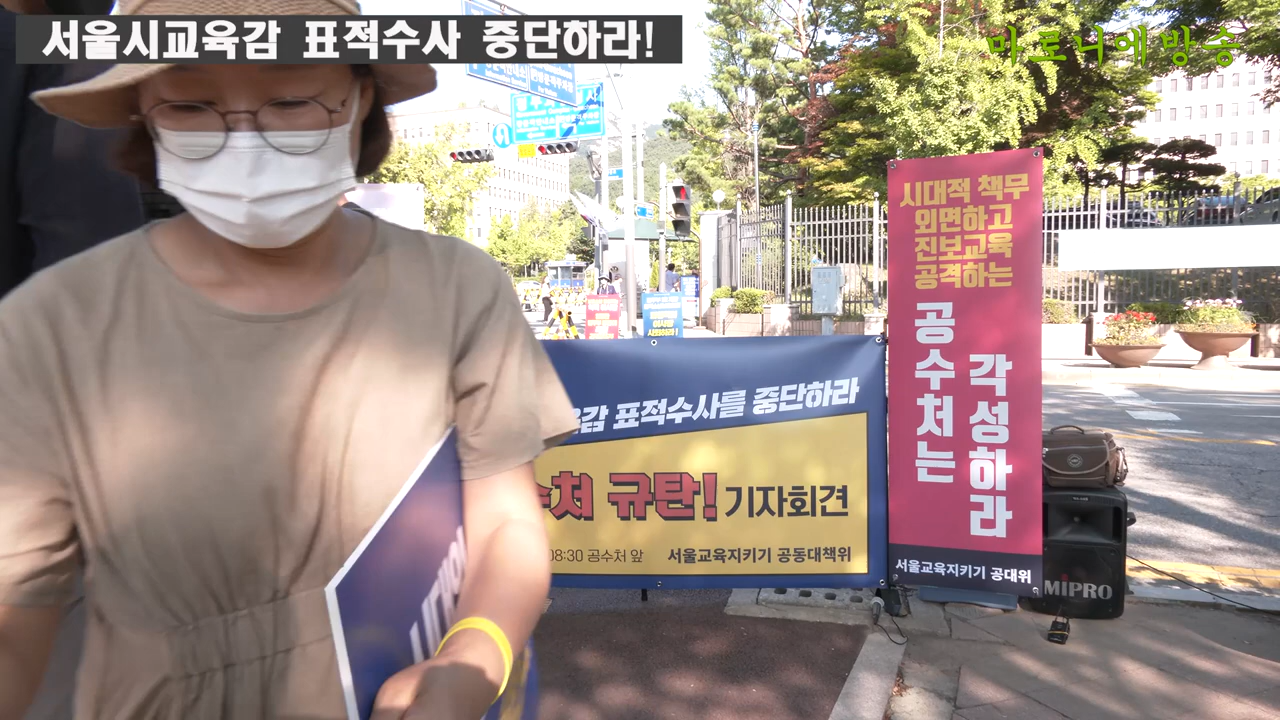 서울시교육감 표적수사 중단하라!
마로니에방송
시대적 책무
외면하고
진보교육
공격하는
공수처는
각성하라
서울교육지키기 공대위
감 표적수사를 중단하라
처 규탄! 기자회견
08:30 공수처 앞 서울교육지키기 공동대책위
MIPRO